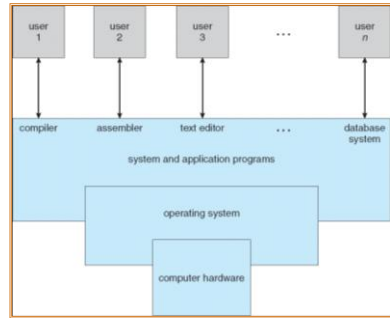 user 1
user 2
user 3
...
user n
compiler assembler text editor ... database system
system and application programs
operating system
computer hardware